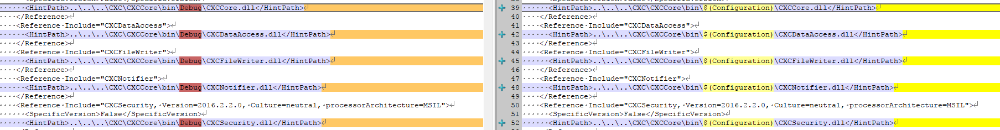 ······<HintPath>..\..\..\CXC\CXCCore\bin\Debug\CXCCore.dll</HintPath>
····</Reference>
····<Reference Include="CXCDataAccess">
······<HintPath>..\..\..\CXC\CXCCore\bin\Debug\CXCDataAccess.dll</HintPath>
····</Reference>
····<Reference Include="CXCFileWriter">
······<HintPath>..\..\..\CXC\CXCCore\bin\Debug\CXCFileWriter.dll</HintPath>
····</Reference>
····<Reference Include="CXCNotifier">
······<HintPath>..\..\..\CXC\CXCCore\bin\Debug\CXCNotifier.dll</HintPath>
····</Reference>
····<Reference Include="CXCSecurity,·Version=2016.2.2.0,·Culture=neutral,·processorArchitecture=MSIL">
······<SpecificVersion>False</SpecificVersion>
······<HintPath>..\..\..\CXC\CXCCore\bin\Debug\CXCSecurity.dll</HintPath>
39 ······<HintPath>..\..\..\CXC\CXCCore\bin\$(Configuration)\CXCCore.dll</HintPath>
40 ····</Reference>
41 ····<Reference·Include="CXCDataAccess">
42 ······<HintPath>..\..\..\CXC\CXCCore\bin\$(Configuration)\CXCDataAccess.dll</HintPath>
43 ····</Reference>
44 ····<Reference·Include="CXCFileWriter">
45 ······<HintPath>..\..\..\CXC\CXCCore\bin\$(Configuration)\CXCFileWriter.dll</HintPath>
46 ····</Reference>
47 ····<Reference·Include="CXCNotifier">
48 ······<HintPath>..\..\..\CXC\CXCCore\bin\$(Configuration)\CXCNotifier.dll</HintPath>
49 ····</Reference>
50 ····<Reference·Include="CXCSecurity,·Version=2016.2.2.0,·Culture=neutral,·processorArchitecture=MSIL">
51 ······<SpecificVersion>False</SpecificVersion>
52 ······<HintPath>..\..\..\CXC\CXCCore\bin\$(Configuration)\CXCSecurity.dll</HintPath>